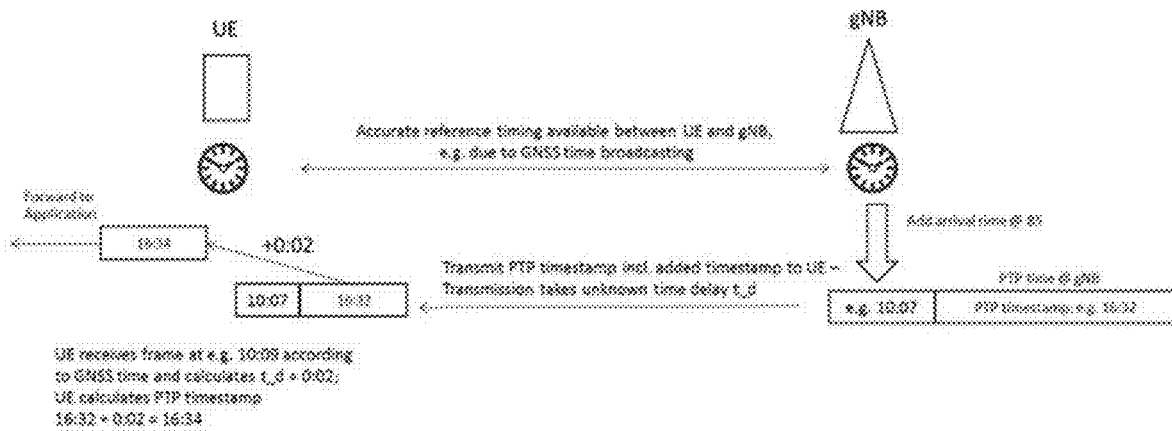 UE
gNB
Accurate reference timing available between UE and gNB,
e.g. due to GNSS time broadcasting
Forward to
Application
16:34
+0:02
Add arrival time @ BS
Transmit PTP timestamp incl. added timestamp to UE –
Transmission takes unknown time delay t_d
PTP time @ gNB
10:07
16:32
e.g. 10:07
PTP timestamp, e.g. 16:32
UE receives frame at e.g. 10:09 according
to GNSS time and calculates t_d = 0:02;
UE calculates PTP timestamp
16:32 + 0:02 = 16:34